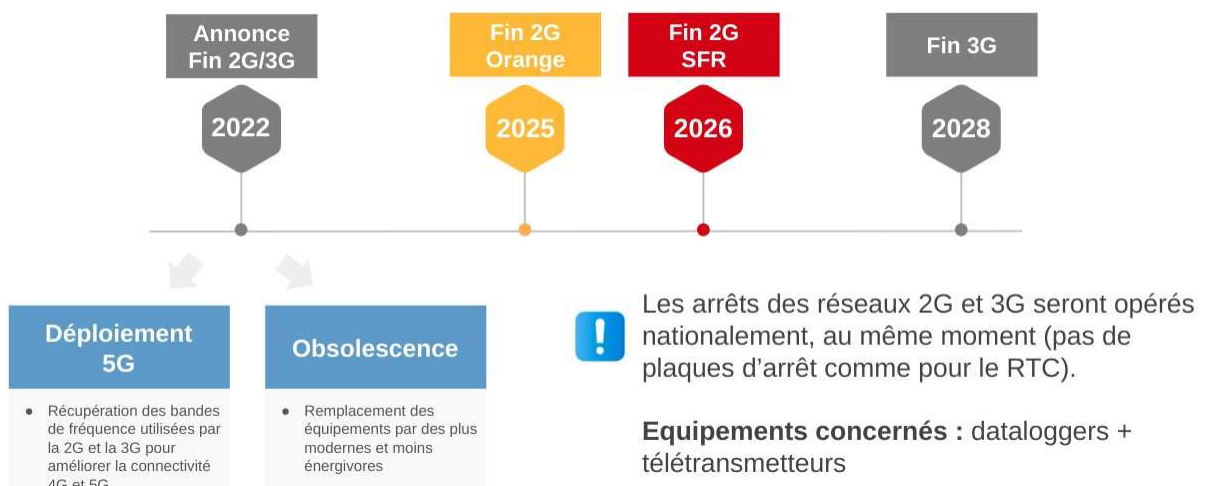 Annonce
Fin 2G/3G
Fin 2G
Orange
Fin 2G
SFR
Fin 3G
2022
2025
2026
2028
Déploiement
5G
Récupération des bandes
de fréquence utilisées par
la 2G et la 3G pour
améliorer la connectivité
4G et 5G
Obsolescence
Remplacement des
équipements par des plus
modernes et moins
énergivores
Les arrêts des réseaux 2G et 3G seront opérés
nationalement, au même moment (pas de
plaques d’arrêt comme pour le RTC).
Equipements concernés : dataloggers +
télétransmetteurs